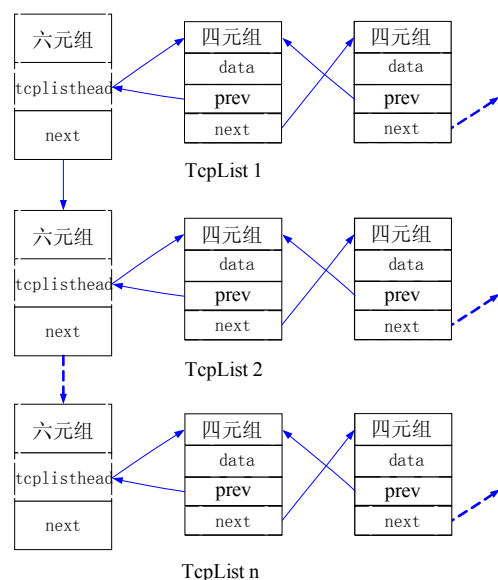 六元组 四元组 四元组
data data
tcplisthead prev prev
next next next
TcpList 1
六元组 四元组 四元组
data data
tcplisthead prev prev
next next next
TcpList 2
六元组 四元组 四元组
data data
tcplisthead prev prev
next next next
TcpList n